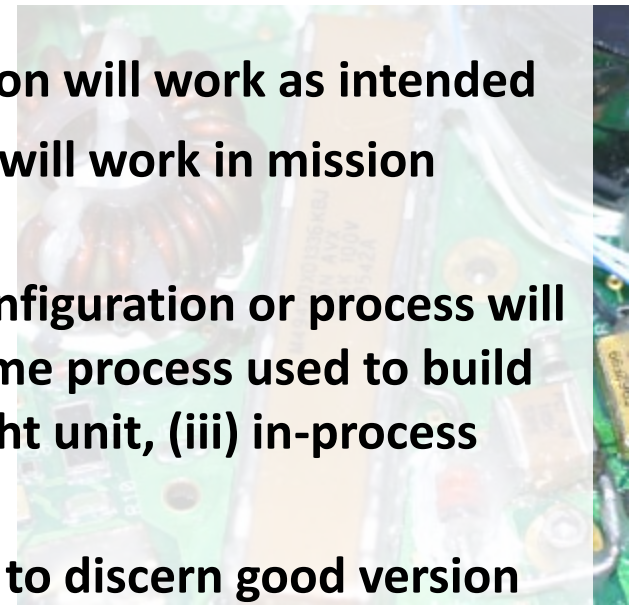 on will work as intended
will work in mission
nfiguration or process will
me process used to build
ht unit, (iii) in-process
to discern good version